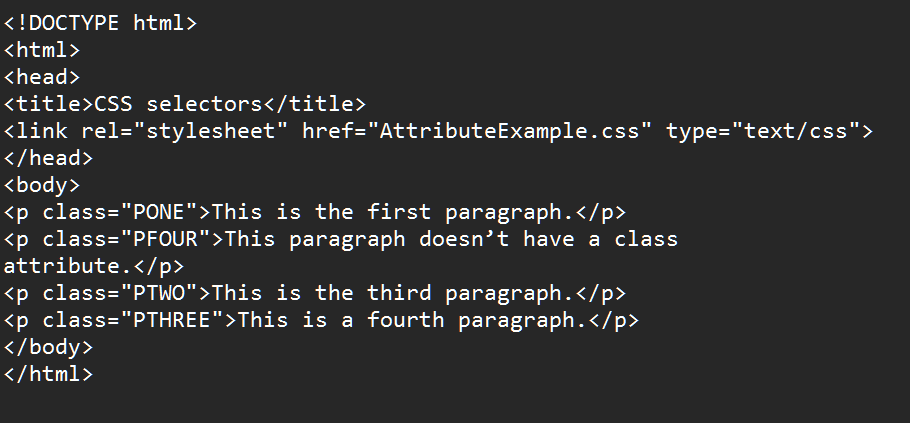 <!DOCTYPE html>
<html>
<head>
<title>CSS selectors</title>
<link rel="stylesheet" href="AttributeExample.css" type="text/css">
</head>
<body>
<p class="PONE">This is the first paragraph.</p>
<p class="PFOUR">This paragraph doesn’t have a class
attribute.</p>
<p class="PTWO">This is the third paragraph.</p>
<p class="PTHREE">This is a fourth paragraph.</p>
</body>
</html>